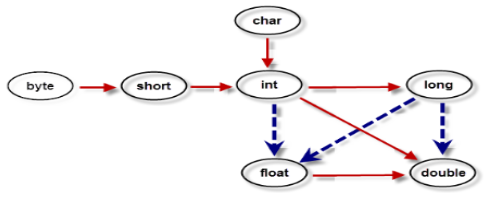 char
byte short int long
float double